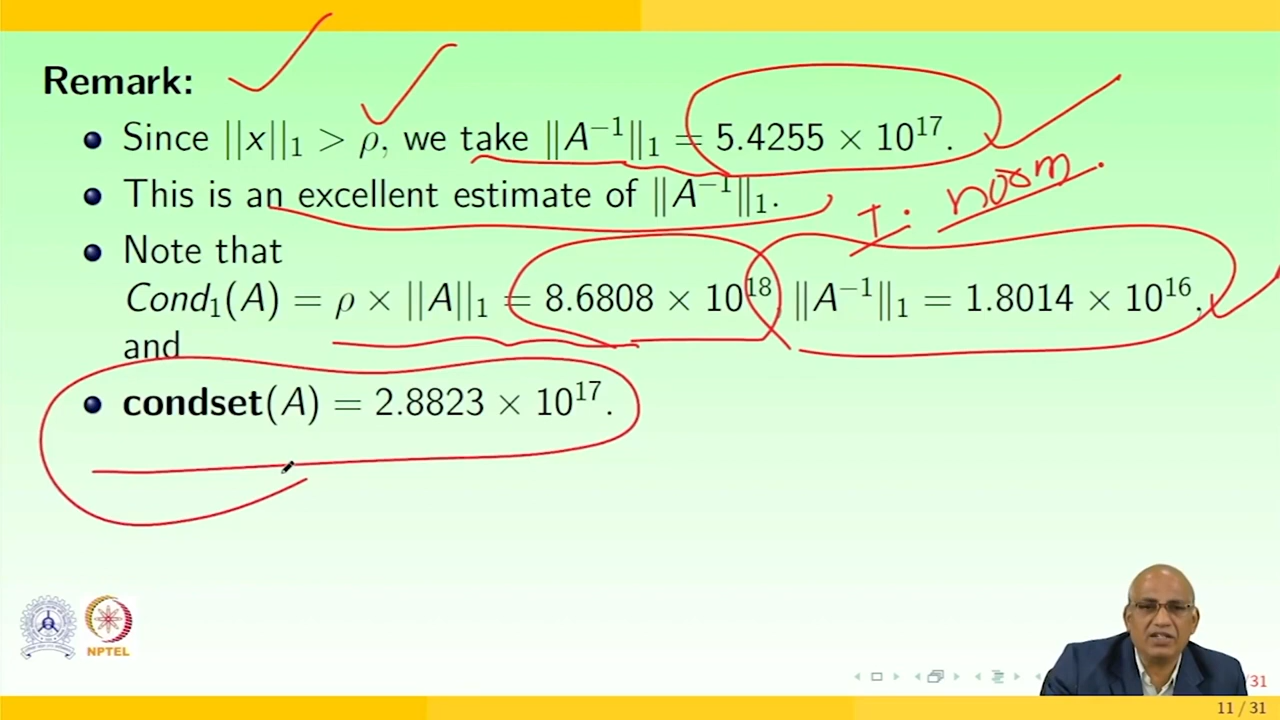 Remark:
• Since ||x||₁ > ρ, we take ‖A⁻¹‖₁ = 5.4255 × 10¹⁷.
• This is an excellent estimate of ‖A⁻¹‖₁.
1. norm.
• Note that
Cond₁(A) = ρ × ||A||₁ = 8.6808 × 10¹⁸, ‖A⁻¹‖₁ = 1.8014 × 10¹⁶,
and
• condset(A) = 2.8823 × 10¹⁷.
NPTEL
/31
11 / 31